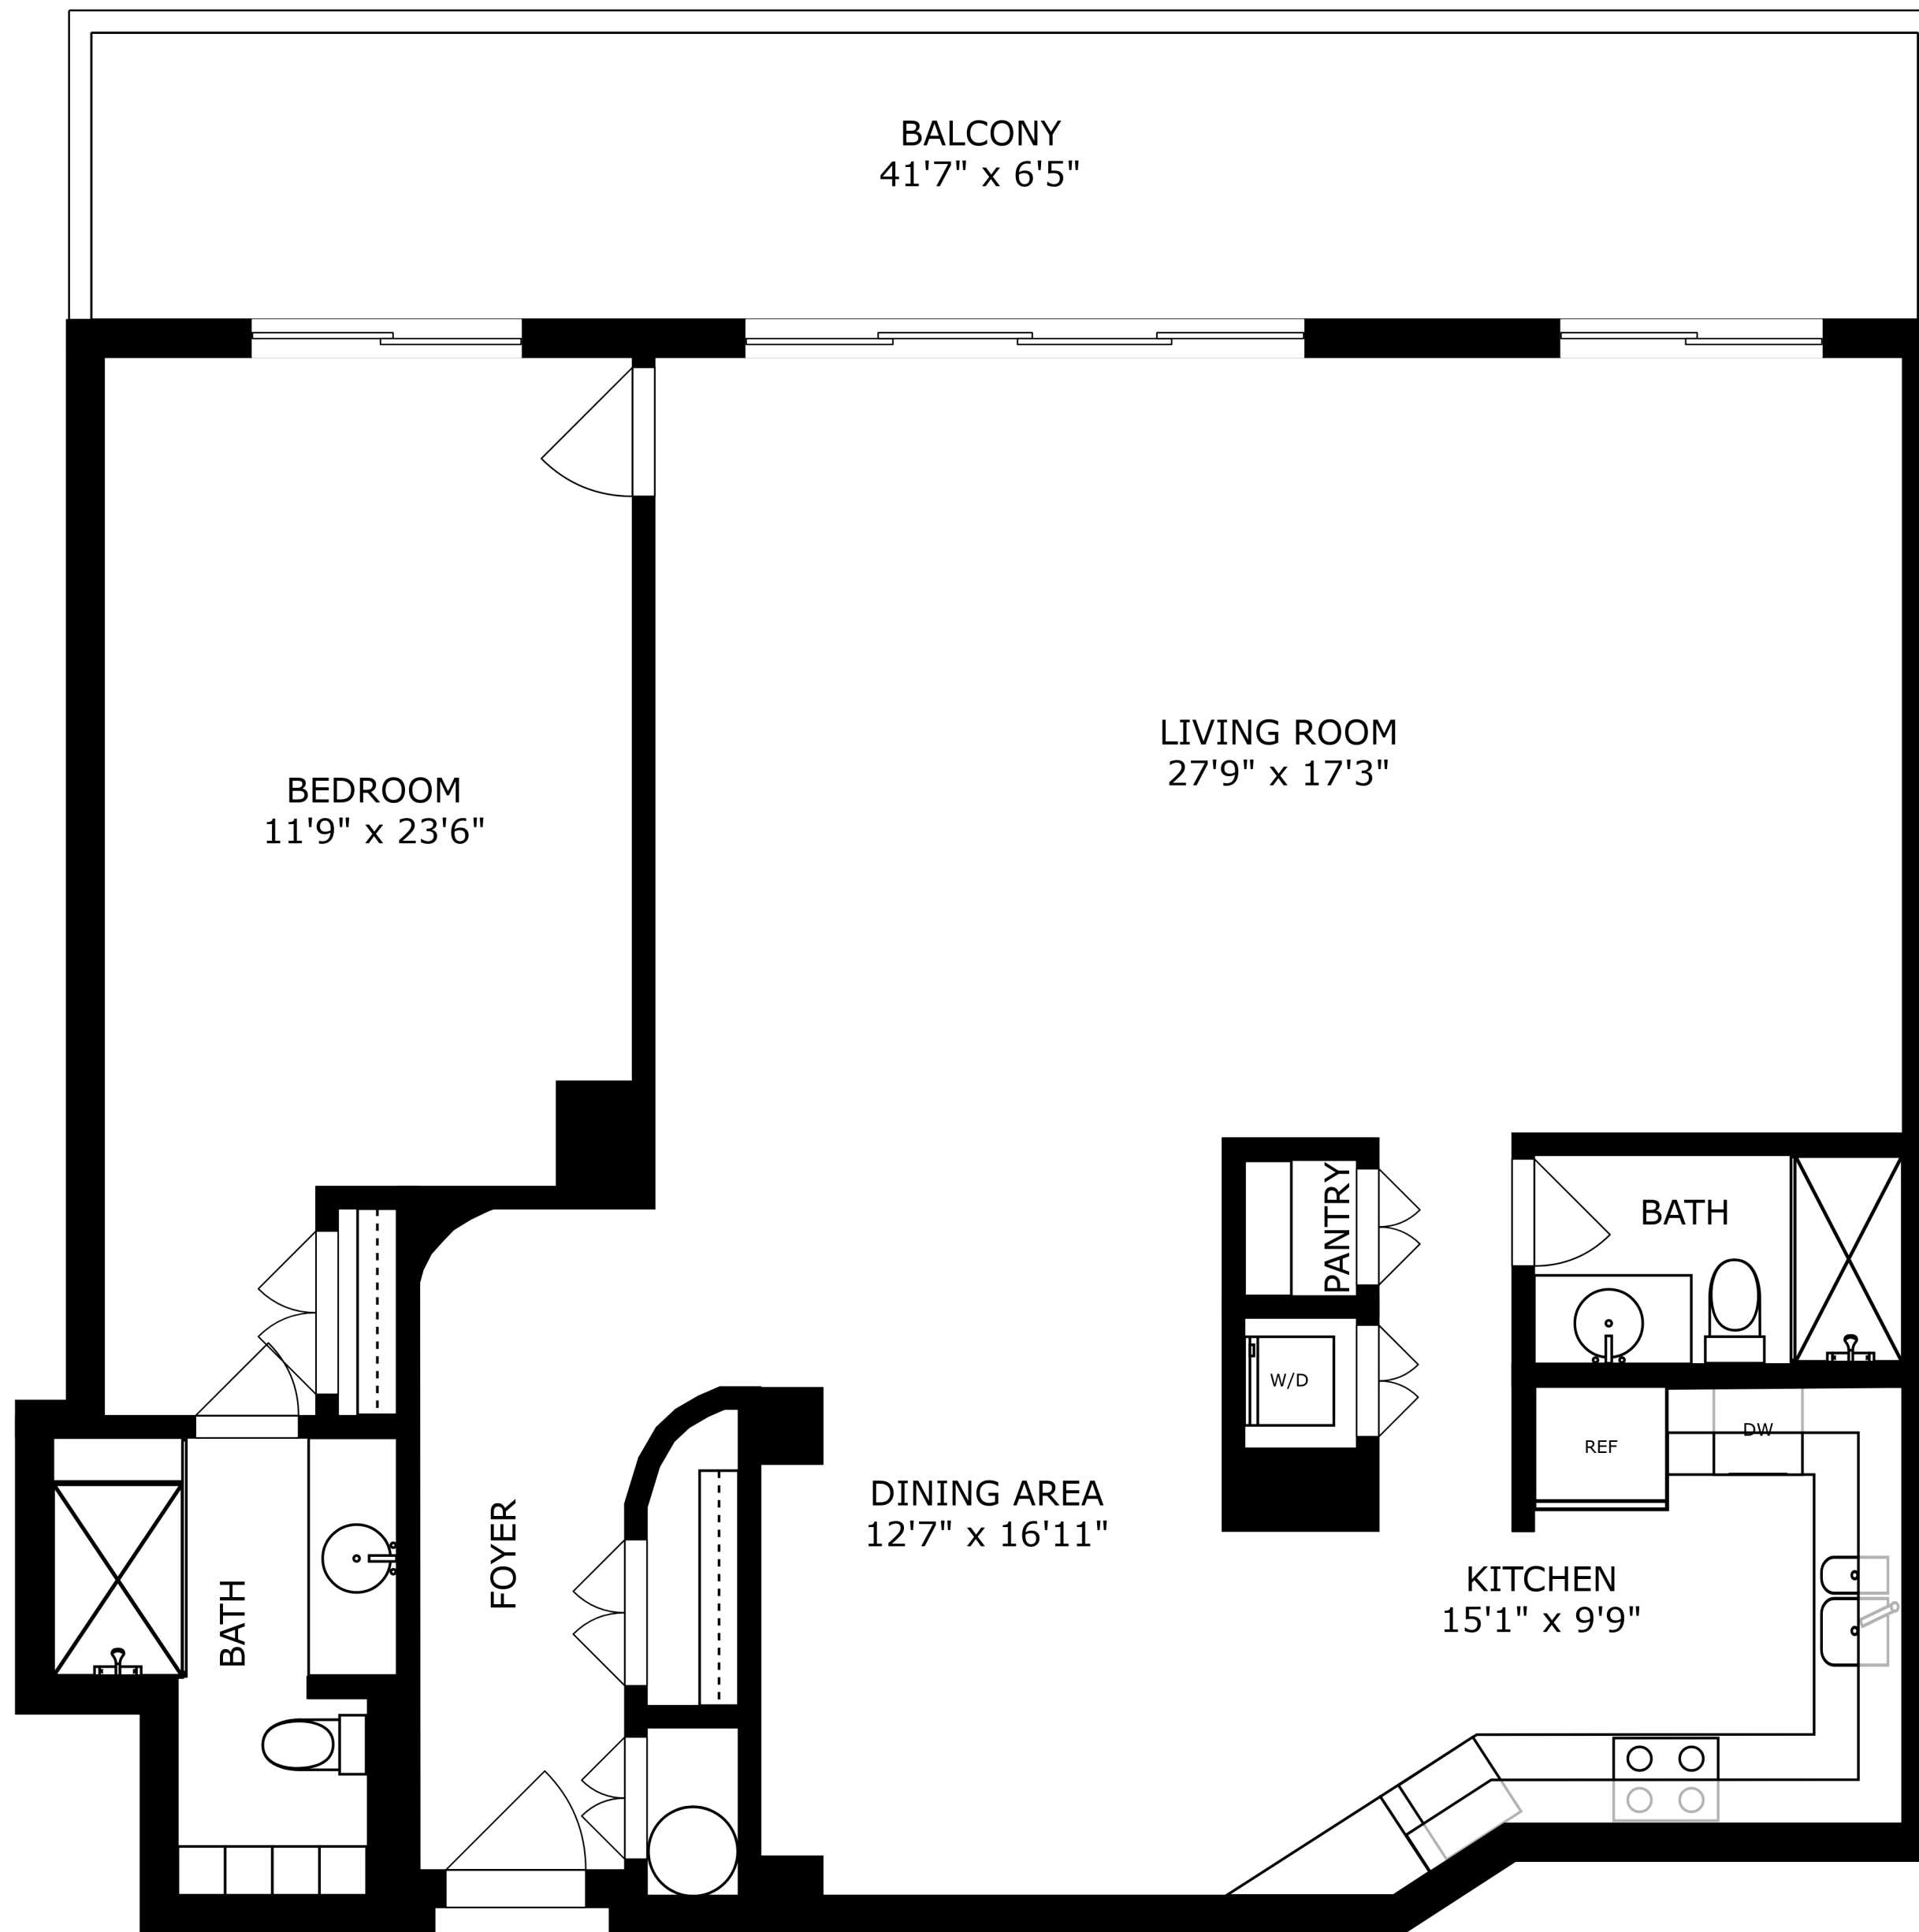 BALCONY
41'7" x 6'5"
LIVING ROOM
27'9" x 17'3"
BEDROOM
11'9" x 23'6"
PANTRY
BATH
W/D
REF
DW
DINING AREA
12'7" x 16'11"
FOYER
BATH
KITCHEN
15'1" x 9'9"